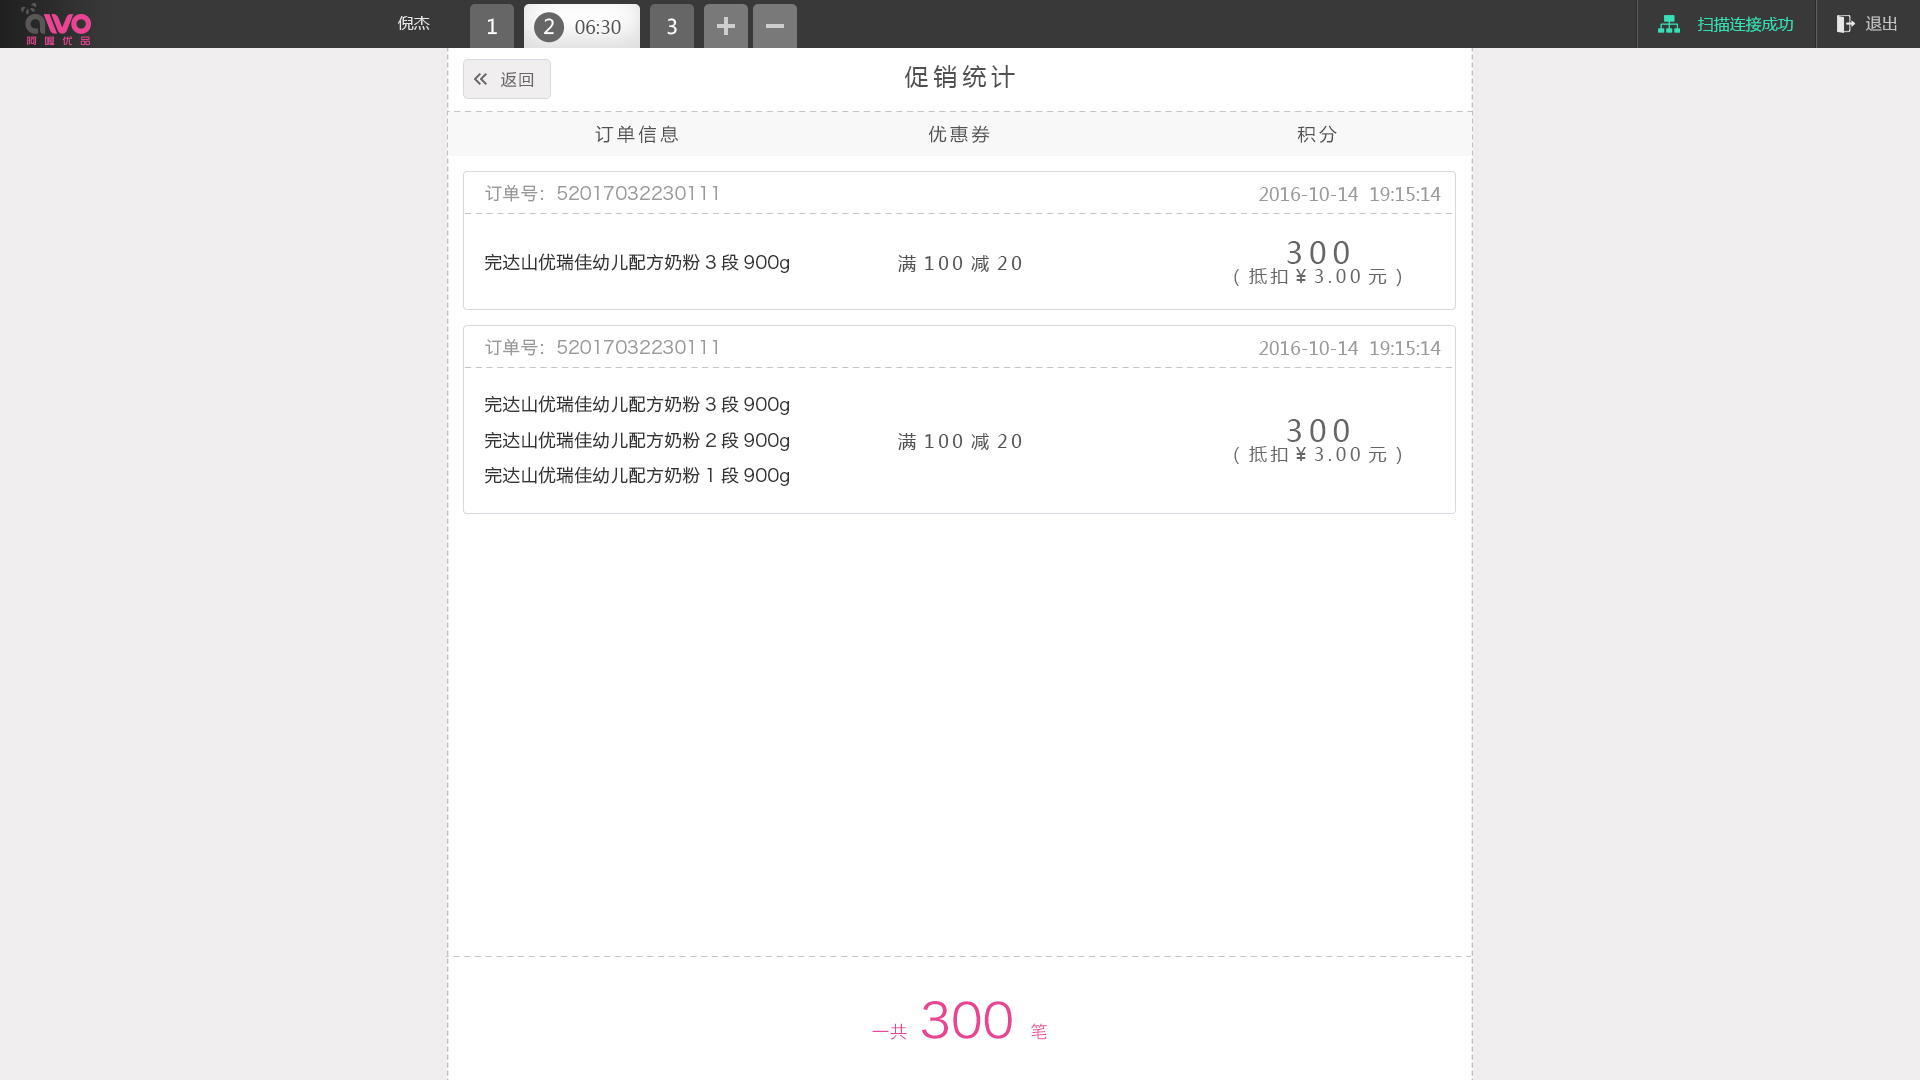 awo
阿喔优品
倪杰
1
2 06:30
3
扫描连接成功
退出
返回
促销统计
订单信息 优惠券 积分
订单号: 52017032230111 2016-10-14 19:15:14
完达山优瑞佳幼儿配方奶粉 3 段 900g
满 100 减 20
300
( 抵扣 ¥ 3.00 元 )
订单号: 52017032230111 2016-10-14 19:15:14
完达山优瑞佳幼儿配方奶粉 3 段 900g
完达山优瑞佳幼儿配方奶粉 2 段 900g
完达山优瑞佳幼儿配方奶粉 1 段 900g
满 100 减 20
300
( 抵扣 ¥ 3.00 元 )
一共 300 笔